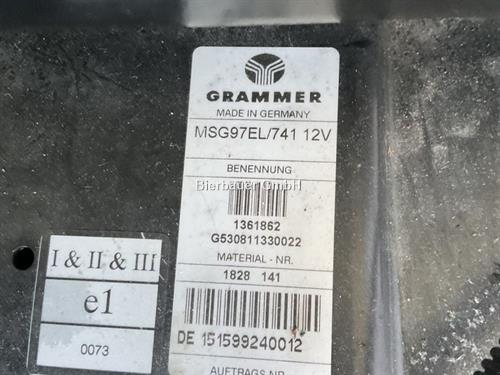 GRAMMER
MADE IN GERMANY
MSG97EL/741 12V
BENENNUNG
Bierbauer GmbH
1361862
G530811330022
MATERIAL - NR.
1828 141
DE 151599240012
AUFTRAGS-NR.
I & II & III
e1
0073